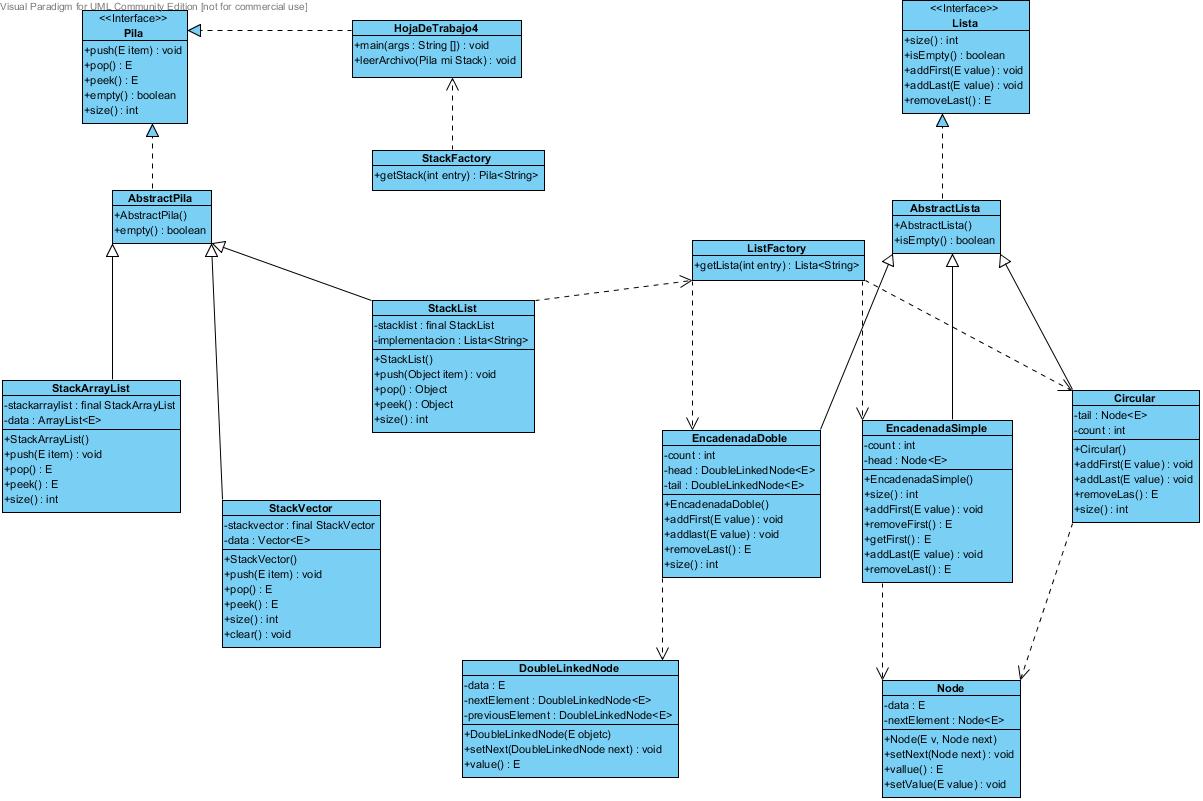 Visual Paradigm for UML Community Edition [not for commercial use]
<<Interface>>
Pila
+push(E item) : void
+pop() : E
+peek() : E
+empty() : boolean
+size() : int
HojaDeTrabajo4
+main(args : String []) : void
+leerArchivo(Pila mi Stack) : void
<<Interface>>
Lista
+size() : int
+isEmpty() : boolean
+addFirst(E value) : void
+addLast(E value) : void
+removeLast() : E
StackFactory
+getStack(int entry) : Pila<String>
AbstractPila
+AbstractPila()
+empty() : boolean
AbstractLista
+AbstractLista()
+isEmpty() : boolean
ListFactory
+getLista(int entry) : Lista<String>
StackList
-stacklist : final StackList
-implementacion : Lista<String>
+StackList()
+push(Object item) : void
+pop() : Object
+peek() : Object
+size() : int
StackArrayList
-stackarraylist : final StackArrayList
-data : ArrayList<E>
+StackArrayList()
+push(E item) : void
+pop() : E
+peek() : E
+size() : int
StackVector
-stackvector : final StackVector
-data : Vector<E>
+StackVector()
+push(E item) : void
+pop() : E
+peek() : E
+size() : int
+clear() : void
EncadenadaDoble
-count : int
-head : DoubleLinkedNode<E>
-tail : DoubleLinkedNode<E>
+EncadenadaDoble()
+addFirst(E value) : void
+addlast(E value) : void
+removeLast() : E
+size() : int
EncadenadaSimple
-count : int
-head : Node<E>
+EncadenadaSimple()
+size() : int
+addFirst(E value) : void
+removeFirst() : E
+getFirst() : E
+addLast(E value) : void
+removeLast() : E
Circular
-tail : Node<E>
-count : int
+Circular()
+addFirst(E value) : void
+addLast(E value) : void
+removeLas() : E
+size() : int
DoubleLinkedNode
-data : E
-nextElement : DoubleLinkedNode<E>
-previousElement : DoubleLinkedNode<E>
+DoubleLinkedNode(E objetc)
+setNext(DoubleLinkedNode next) : void
+value() : E
Node
-data : E
-nextElement : Node<E>
+Node(E v, Node next)
+setNext(Node next) : void
+vallue() : E
+setValue(E value) : void